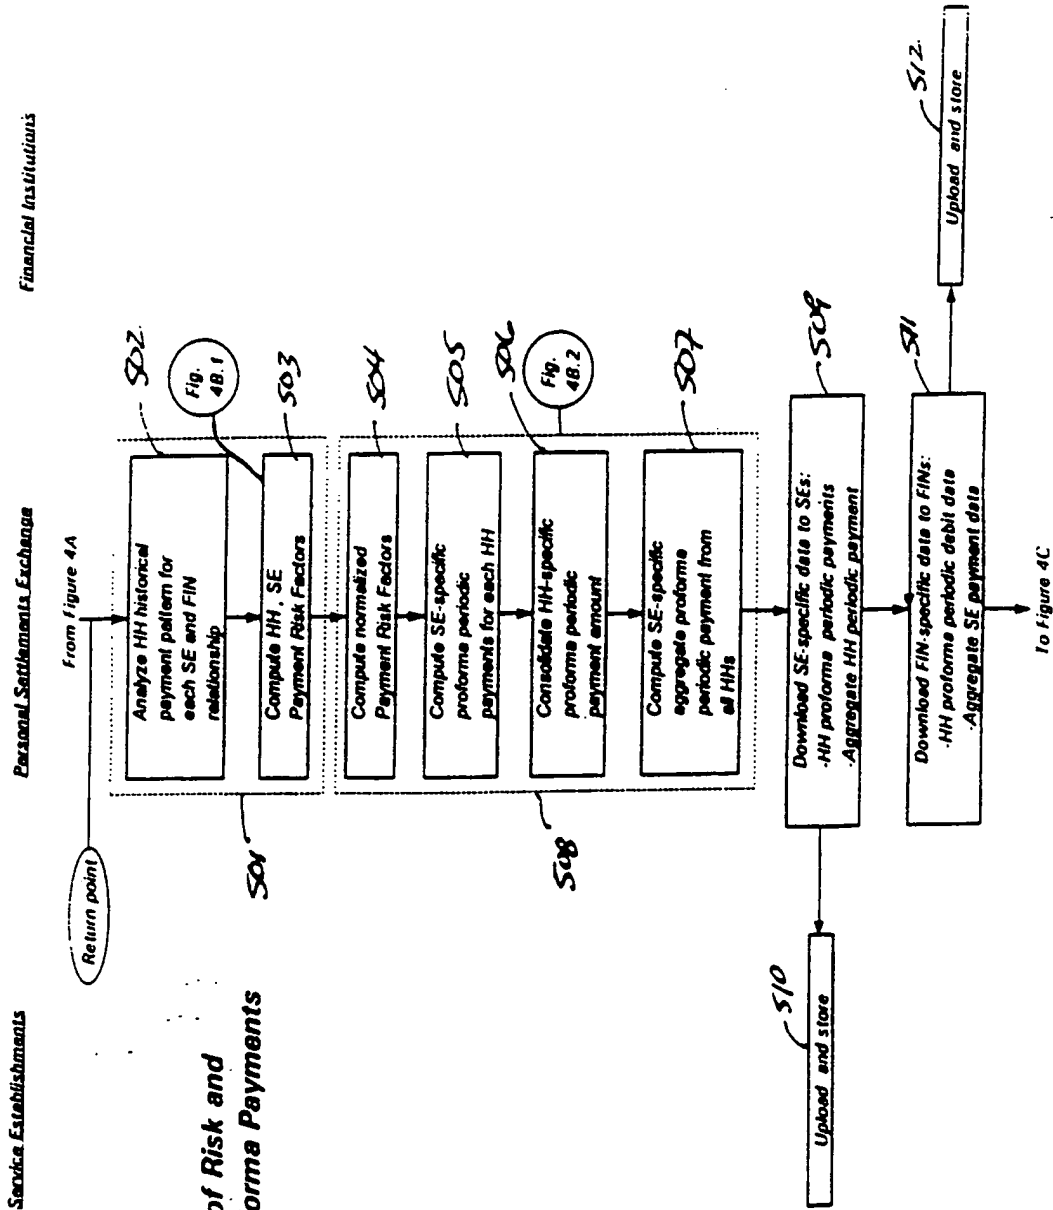 Service Establishments
Personal Settlements Exchange
Financial Institutions
of Risk and
orma Payments
Return point
From Figure 4A
Analyze HH historical
payment pattern for
each SE and FIN
relationship
502
Fig.
4B.1
Compute HH, SE
Payment Risk Factors
503
501
Compute normalized
Payment Risk Factors
504
Compute SE-specific
proforma periodic
payments for each HH
505
Consolidate HH-specific
proforma periodic
payment amount
506
Fig.
4B.2
Compute SE-specific
aggregate proforma
periodic payment from
all HHs
507
508
Download SE-specific data to SEs:
-HH proforma periodic payments
-Aggregate HH periodic payment
509
Upload and store
510
Download FIN-specific data to FINs:
-HH proforma periodic debit data
-Aggregate SE payment data
511
Upload and store
512
To Figure 4C